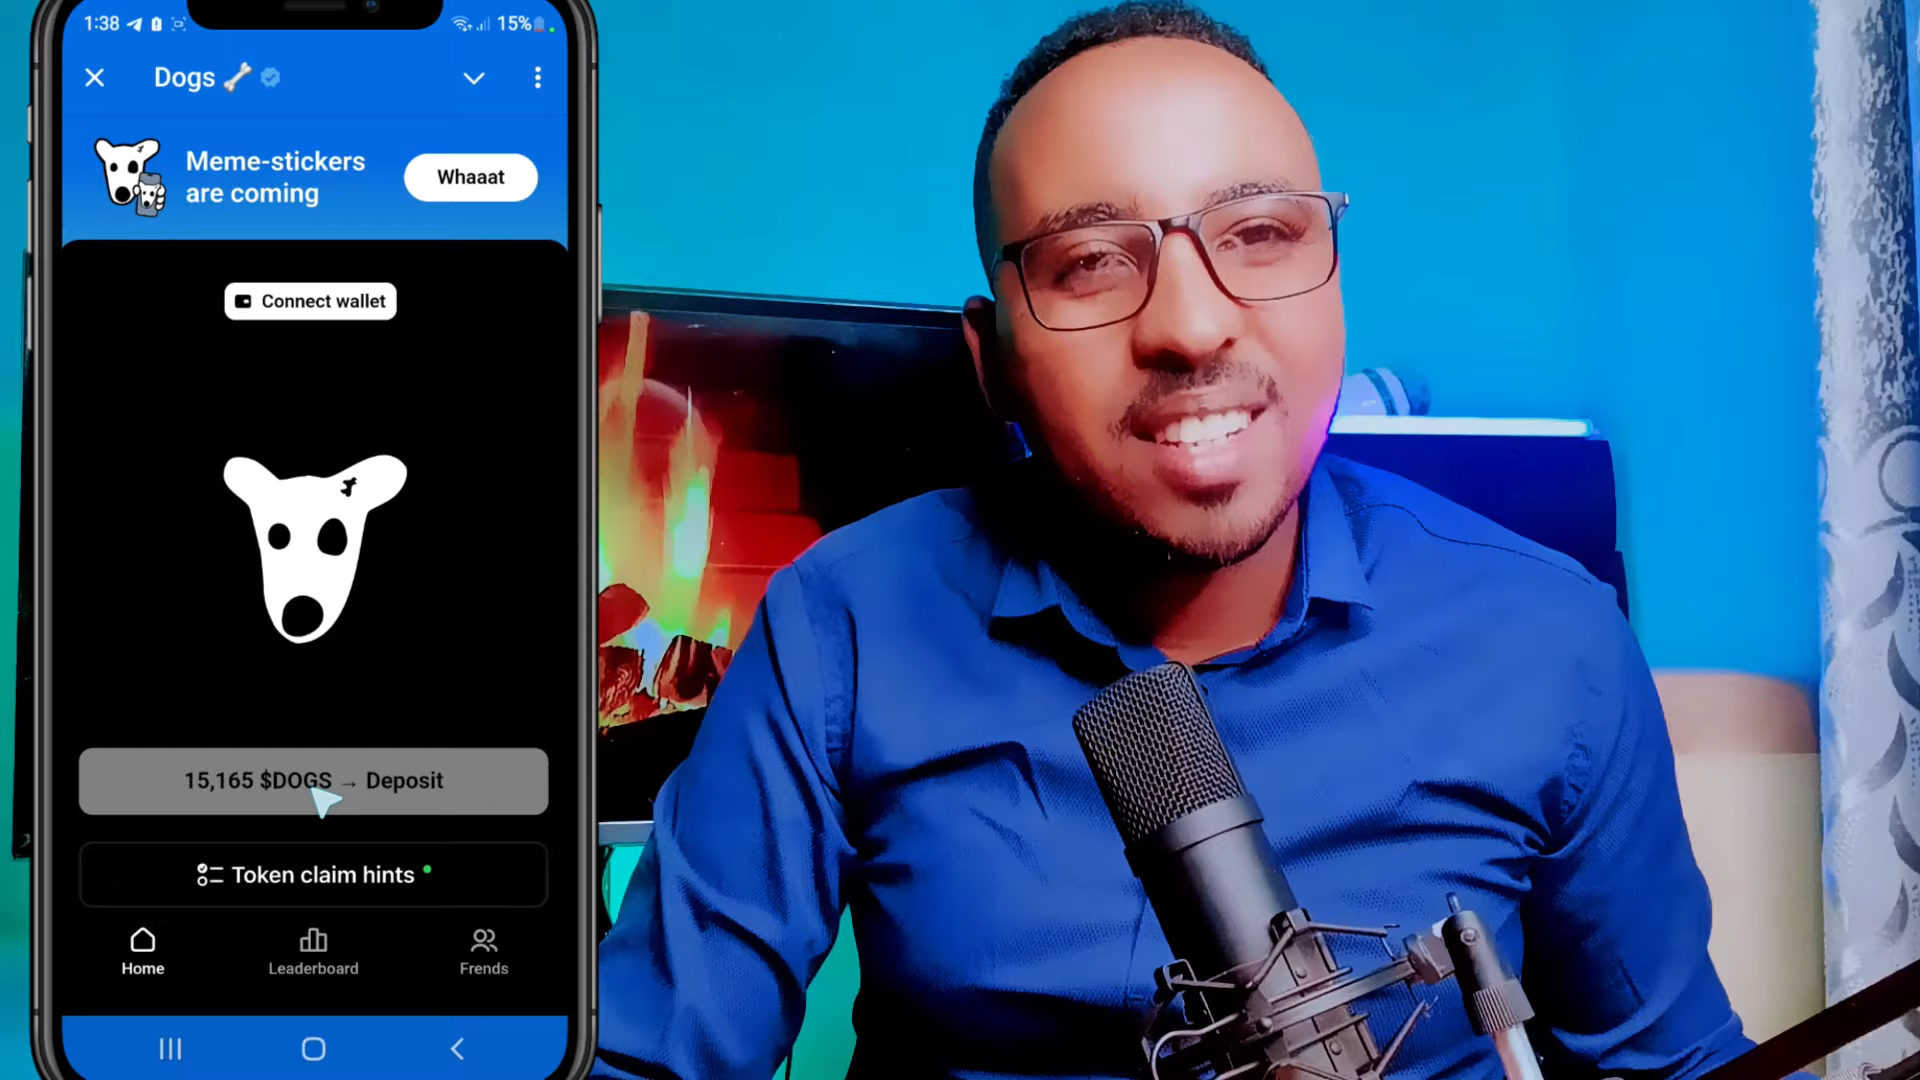 1:38
15%
Dogs
Meme-stickers
are coming
Whaaat
Connect wallet
15,165 $DOGS → Deposit
Token claim hints
Home
Leaderboard
Frends